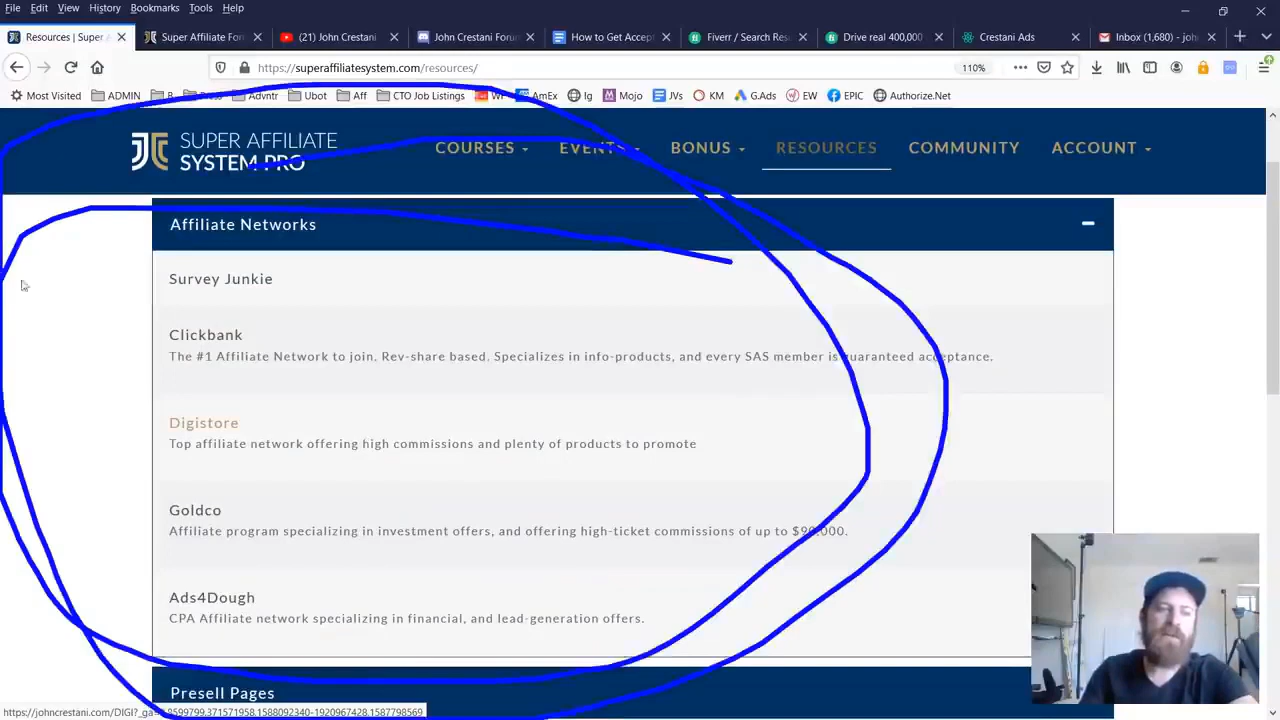 File Edit View History Bookmarks Tools Help
Resources | Super A
Super Affiliate For
(21) John Crestani
John Crestani Foru
How to Get Accep
Fiverr / Search Res
Drive real 400,000
Crestani Ads
Inbox (1,680) - joh
https://superaffiliatesystem.com/resources/
110%
Most Visited ADMIN B. Aff CTO Job Listings AmEx Ig Mojo JVs KM G.Ads EW EPIC Authorize.Net
Advntr Ubot
SUPER AFFILIATE
SYSTEM PRO
COURSES EVENTS BONUS RESOURCES COMMUNITY ACCOUNT
Affiliate Networks
Survey Junkie
Clickbank
The #1 Affiliate Network to join. Rev-share based. Specializes in info-products, and every SAS member is guaranteed acceptance.
Digistore
Top affiliate network offering high commissions and plenty of products to promote
Goldco
Affiliate program specializing in investment offers, and offering high-ticket commissions of up to $90,000.
Ads4Dough
CPA Affiliate network specializing in financial, and lead-generation offers.
Presell Pages